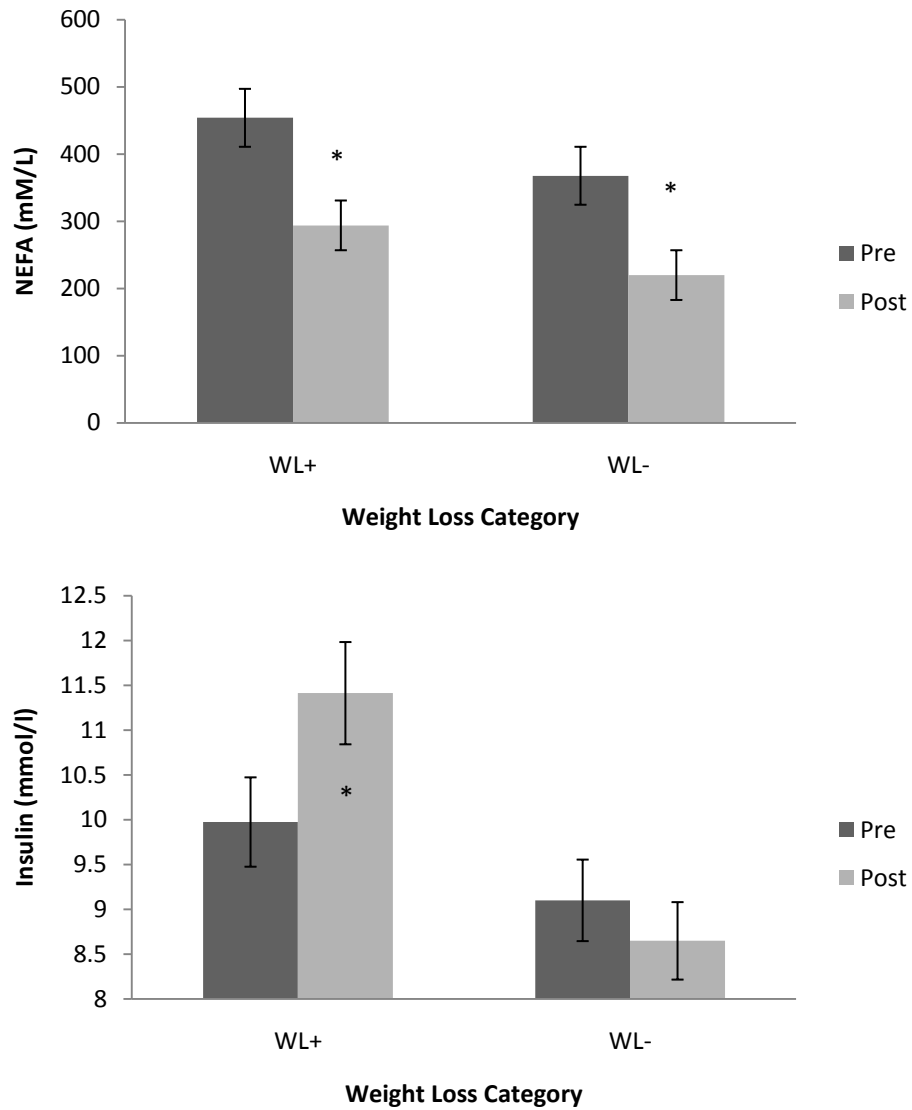 600
500
400
300
200
100
0
NEFA (mM/L)
*
*
Pre
Post
WL+
WL-
Weight Loss Category
12.5
12
11.5
11
10.5
10
9.5
9
8.5
8
Insulin (mmol/l)
*
Pre
Post
WL+
WL-
Weight Loss Category